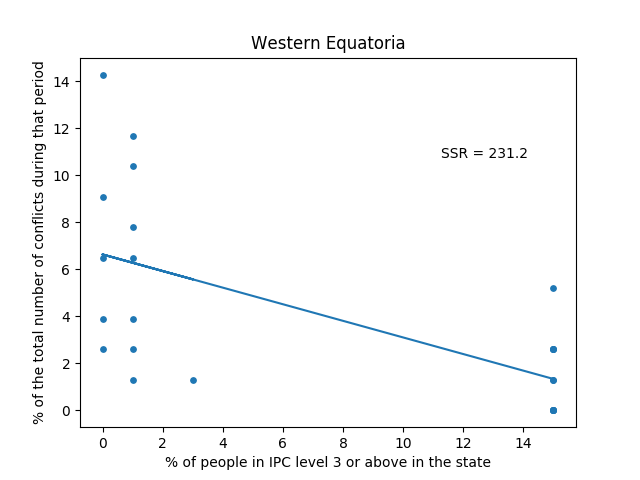 Western Equatoria
% of the total number of conflicts during that period
14
12
10
8
6
4
2
0
SSR = 231.2
0 2 4 6 8 10 12 14
% of people in IPC level 3 or above in the state